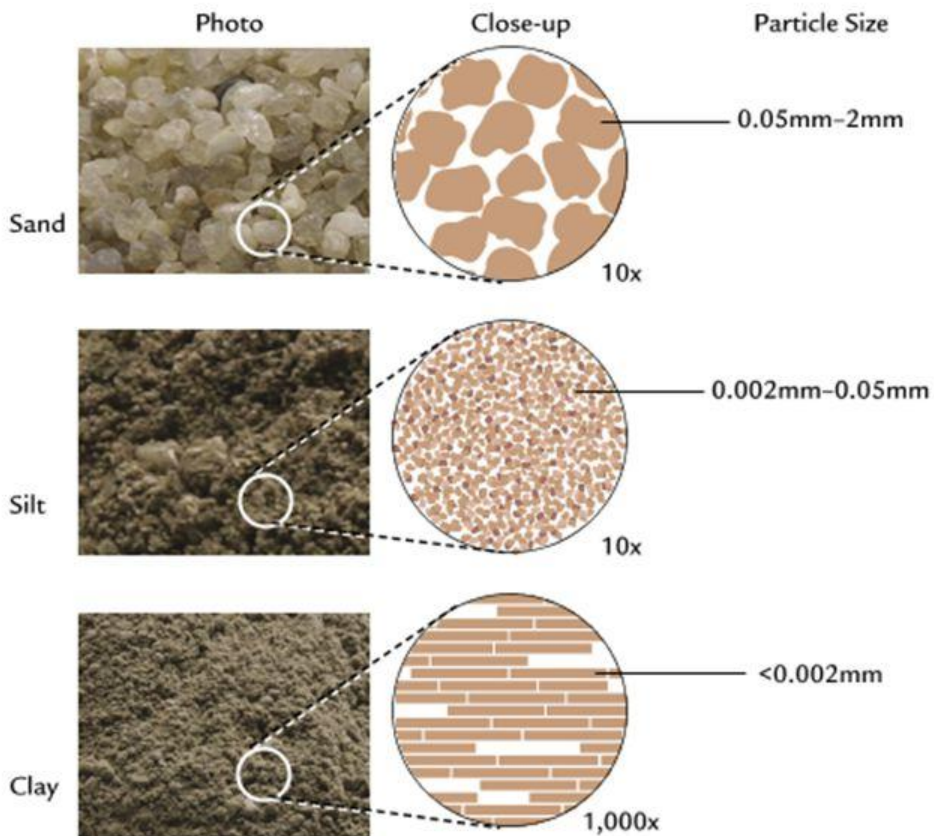 Photo Close-up Particle Size
Sand
0.05mm–2mm
10x
Silt
0.002mm–0.05mm
10x
Clay
<0.002mm
1,000x